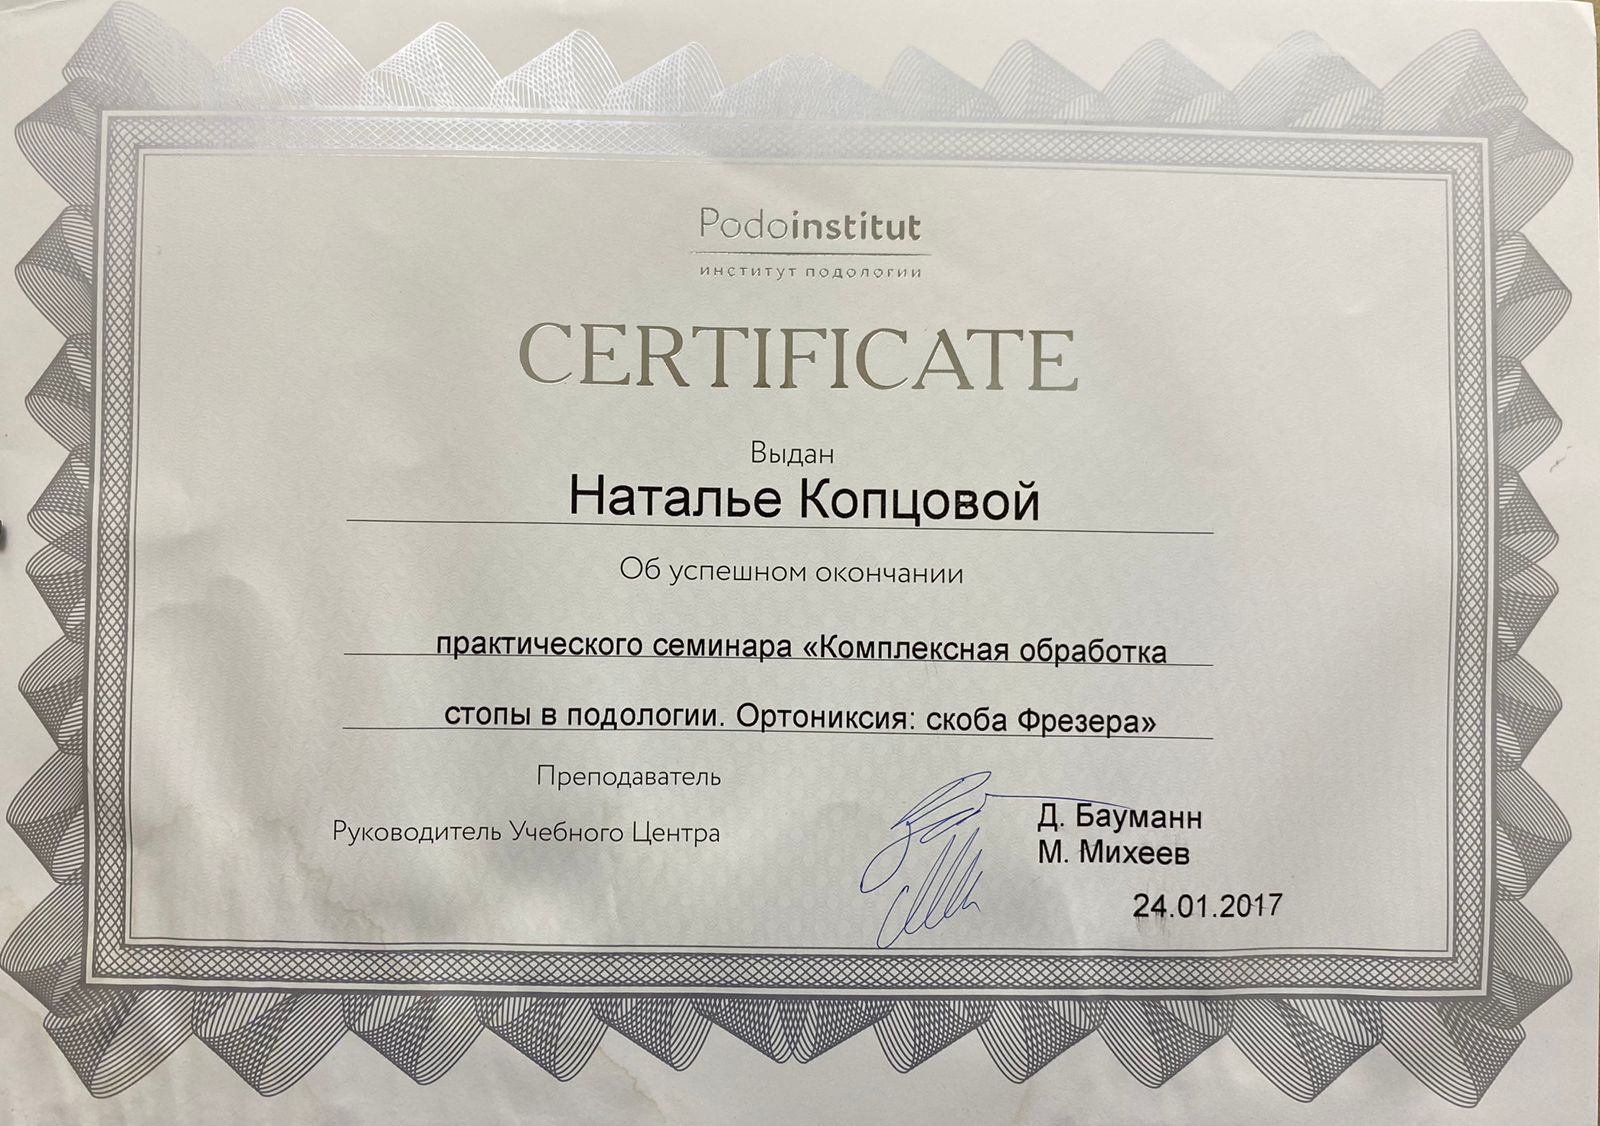 Podoinstitut
институт подологии
CERTIFICATE
Выдан
Наталье Копцовой
Об успешном окончании
практического семинара «Комплексная обработка
стопы в подологии. Ортониксия: скоба Фрезера»
Преподаватель
Д. Бауманн
Руководитель Учебного Центра
М. Михеев
24.01.2017